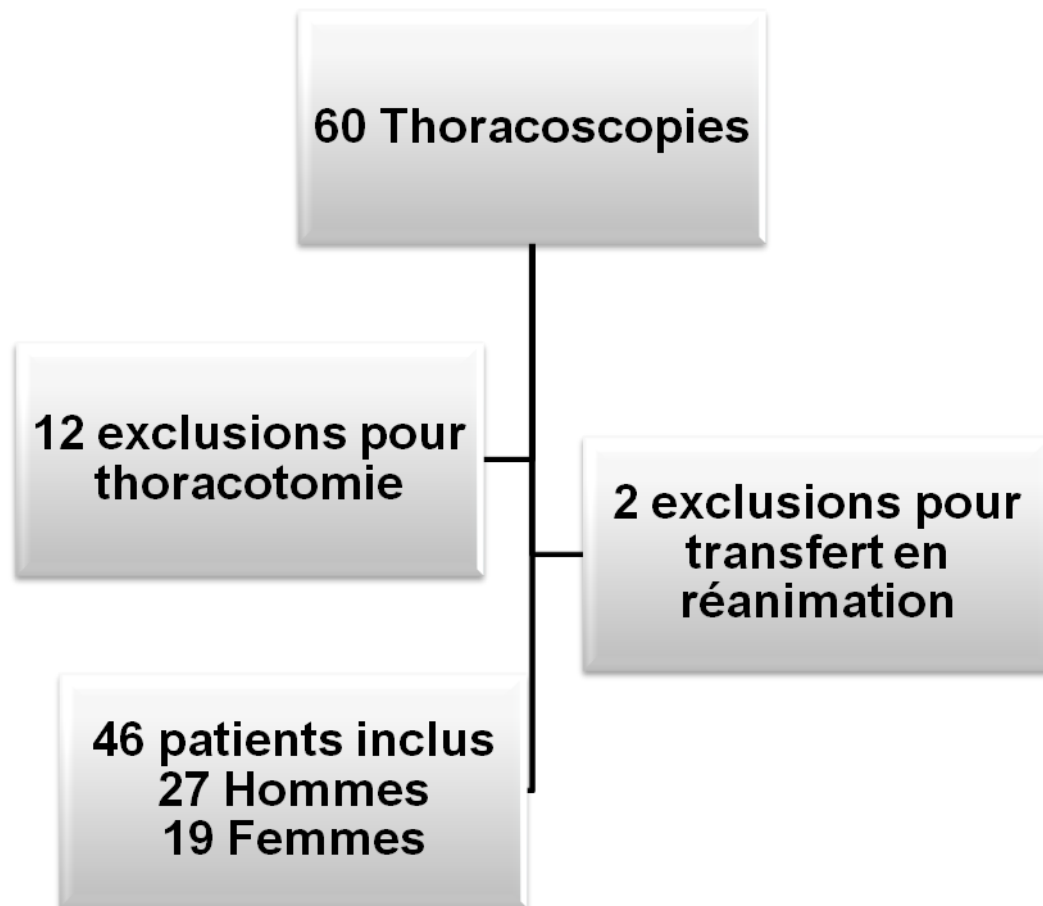 60 Thoracoscopies
12 exclusions pour
thoracotomie
2 exclusions pour
transfert en
réanimation
46 patients inclus
27 Hommes
19 Femmes